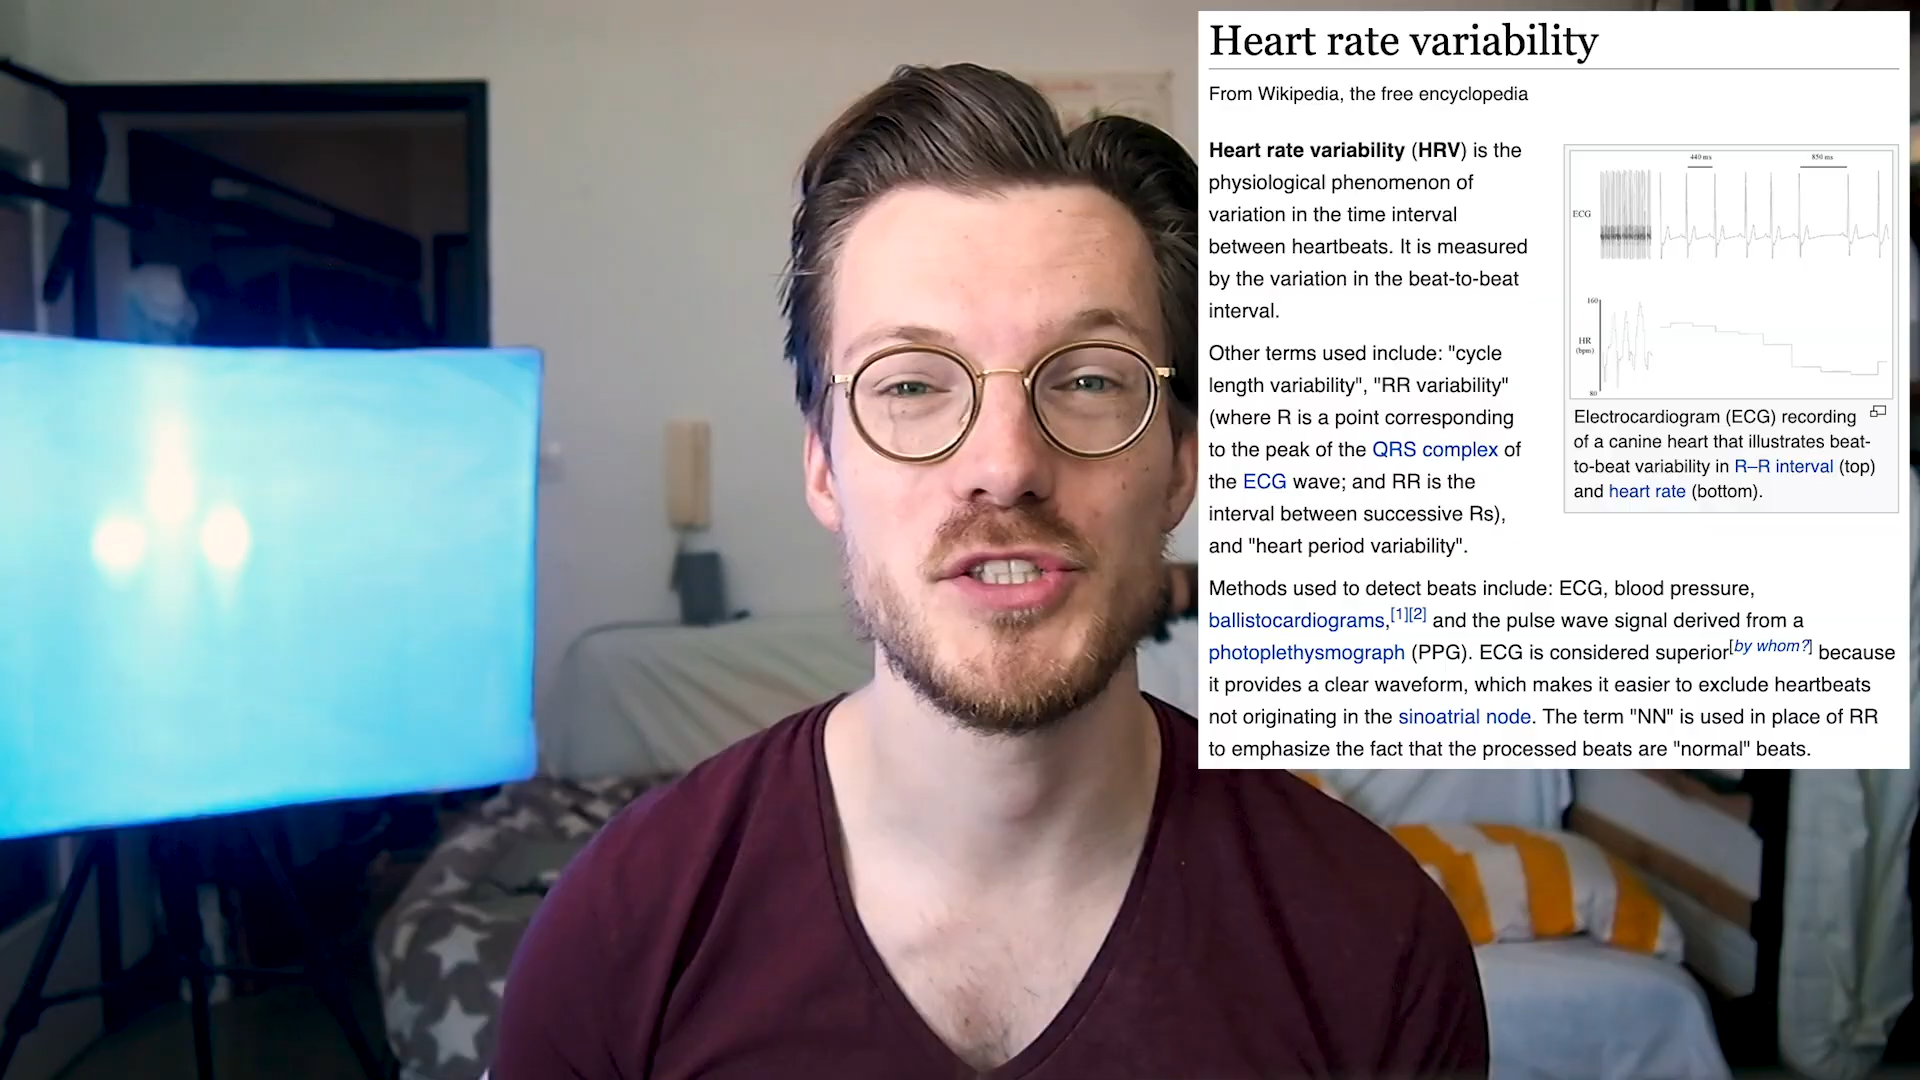 Heart rate variability
From Wikipedia, the free encyclopedia
Heart rate variability (HRV) is the
physiological phenomenon of
variation in the time interval
between heartbeats. It is measured
by the variation in the beat-to-beat
interval.
Other terms used include: "cycle
length variability", "RR variability"
(where R is a point corresponding
to the peak of the QRS complex of
the ECG wave; and RR is the
interval between successive Rs),
and "heart period variability".
440 ms
850 ms
ECG
160
HR
(bpm)
80
Electrocardiogram (ECG) recording
of a canine heart that illustrates beat-
to-beat variability in R–R interval (top)
and heart rate (bottom).
Methods used to detect beats include: ECG, blood pressure,
ballistocardiograms,[1][2] and the pulse wave signal derived from a
photoplethysmograph (PPG). ECG is considered superior[by whom?] because
it provides a clear waveform, which makes it easier to exclude heartbeats
not originating in the sinoatrial node. The term "NN" is used in place of RR
to emphasize the fact that the processed beats are "normal" beats.